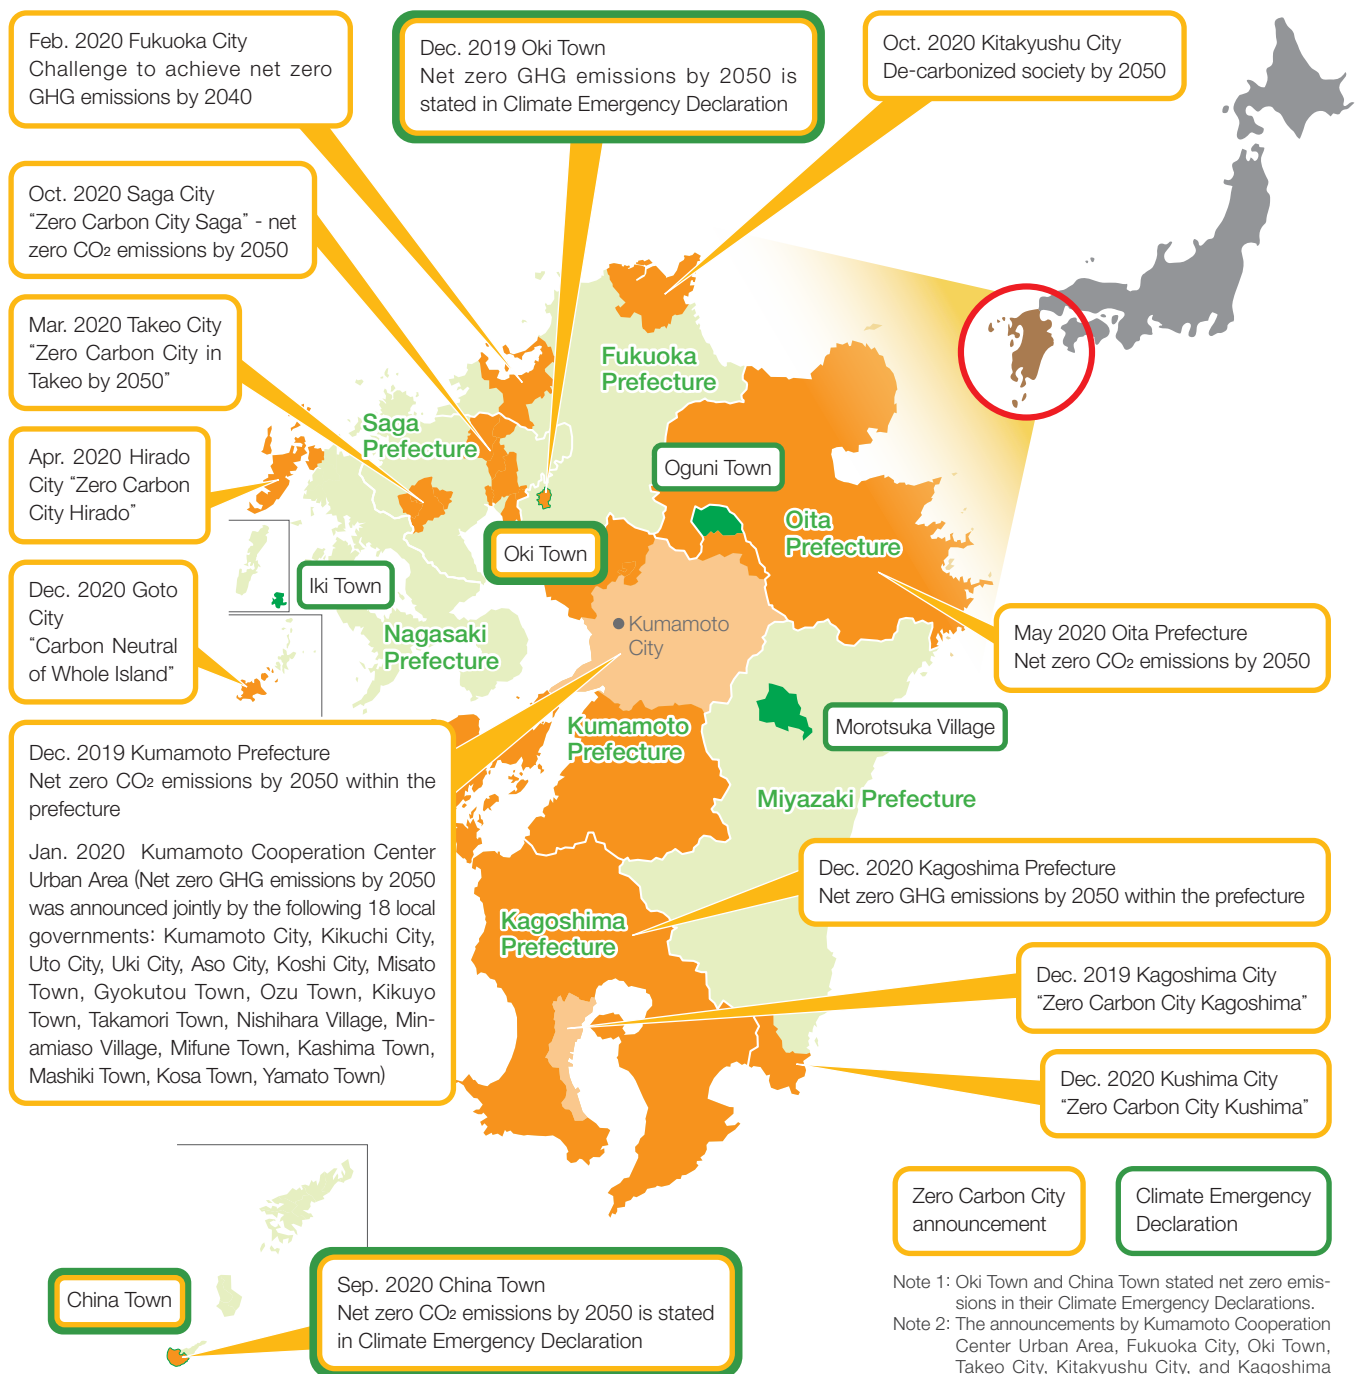 Feb. 2020 Fukuoka City
Challenge to achieve net zero
GHG emissions by 2040
Dec. 2019 Oki Town
Net zero GHG emissions by 2050 is
stated in Climate Emergency Declaration
Oct. 2020 Kitakyushu City
De-carbonized society by 2050
Oct. 2020 Saga City
“Zero Carbon City Saga” - net
zero CO2 emissions by 2050
Mar. 2020 Takeo City
“Zero Carbon City in
Takeo by 2050”
Fukuoka
Prefecture
Saga
Prefecture
Apr. 2020 Hirado
City “Zero Carbon
City Hirado”
Oguni Town
Oita
Prefecture
Oki Town
Iki Town
Dec. 2020 Goto
City
“Carbon Neutral
of Whole Island”
Nagasaki
Prefecture
Kumamoto
City
May 2020 Oita Prefecture
Net zero CO2 emissions by 2050
Kumamoto
Prefecture
Morotsuka Village
Miyazaki Prefecture
Dec. 2019 Kumamoto Prefecture
Net zero CO2 emissions by 2050 within the
prefecture
Jan. 2020 Kumamoto Cooperation Center
Urban Area (Net zero GHG emissions by 2050
was announced jointly by the following 18 local
governments: Kumamoto City, Kikuchi City,
Uto City, Uki City, Aso City, Koshi City, Misato
Town, Gyokutou Town, Ozu Town, Kikuyo
Town, Takamori Town, Nishihara Village, Min-
amiaso Village, Mifune Town, Kashima Town,
Mashiki Town, Kosa Town, Yamato Town)
Dec. 2020 Kagoshima Prefecture
Net zero GHG emissions by 2050 within the prefecture
Kagoshima
Prefecture
Dec. 2019 Kagoshima City
“Zero Carbon City Kagoshima”
Dec. 2020 Kushima City
“Zero Carbon City Kushima”
Zero Carbon City
announcement
Climate Emergency
Declaration
China Town
Sep. 2020 China Town
Net zero CO2 emissions by 2050 is stated
in Climate Emergency Declaration
Note 1: Oki Town and China Town stated net zero emis-
sions in their Climate Emergency Declarations.
Note 2: The announcements by Kumamoto Cooperation
Center Urban Area, Fukuoka City, Oki Town,
Takeo City, Kitakyushu City, and Kagoshima